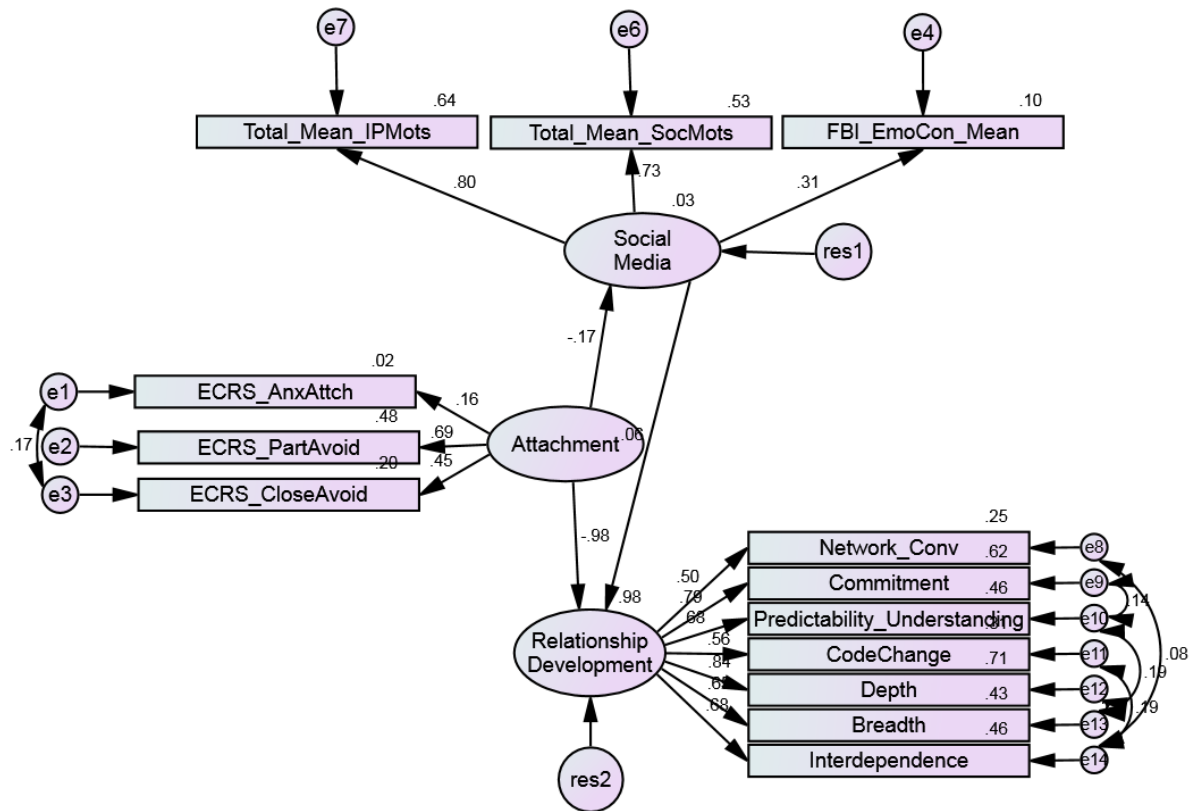 e7
e6
e4
.64
.53
.10
Total_Mean_IPMots
Total_Mean_SocMots
FBI_EmoCon_Mean
.80
.73
.31
.03
Social
Media
res1
-.17
.02
e1
ECRS_AnxAttch
.16
.48
.17
e2
ECRS_PartAvoid
.69
Attachment
.06
.20
.45
e3
ECRS_CloseAvoid
-.98
.25
Network_Conv
e8
.62
.50
Commitment
e9
.79
.46
.14
.98
.68
Predictability_Understanding
e10
.31
Relationship
Development
.56
CodeChange
e11
.08
.84
.71
.19
Depth
e12
.43
.19
Breadth
e13
.68
.46
Interdependence
e14
res2